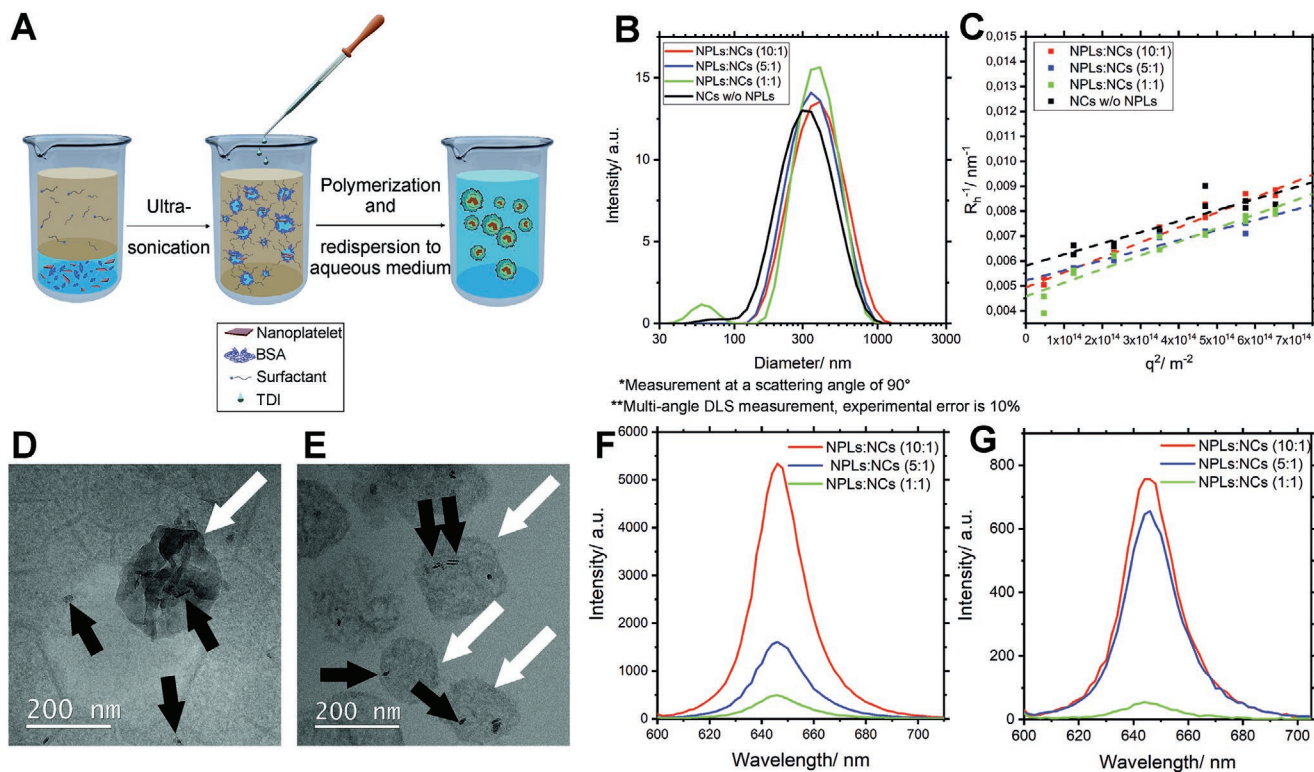 A
Ultra-
sonication
Polymerization
and
redispersion to
aqueous medium
Nanoplatelet
BSA
Surfactant
TDI
B
NPLs:NCs (10:1)
NPLs:NCs (5:1)
NPLs:NCs (1:1)
NCs w/o NPLs
Intensity/ a.u.
15
10
5
0
30 100 300 1000 3000
Diameter/ nm
C
NPLs:NCs (10:1)
NPLs:NCs (5:1)
NPLs:NCs (1:1)
NCs w/o NPLs
Rh-1/ nm-1
0,015
0,014
0,013
0,012
0,011
0,010
0,009
0,008
0,007
0,006
0,005
0,004
0 1x10^14 2x10^14 3x10^14 4x10^14 5x10^14 6x10^14 7x10^14
q²/ m-2
*Measurement at a scattering angle of 90°
**Multi-angle DLS measurement, experimental error is 10%
D
200 nm
E
200 nm
F
NPLs:NCs (10:1)
NPLs:NCs (5:1)
NPLs:NCs (1:1)
Intensity/ a.u.
6000
5000
4000
3000
2000
1000
0
600 620 640 660 680 700
Wavelength/ nm
G
NPLs:NCs (10:1)
NPLs:NCs (5:1)
NPLs:NCs (1:1)
Intensity/ a.u.
800
600
400
200
0
600 620 640 660 680 700
Wavelength/ nm